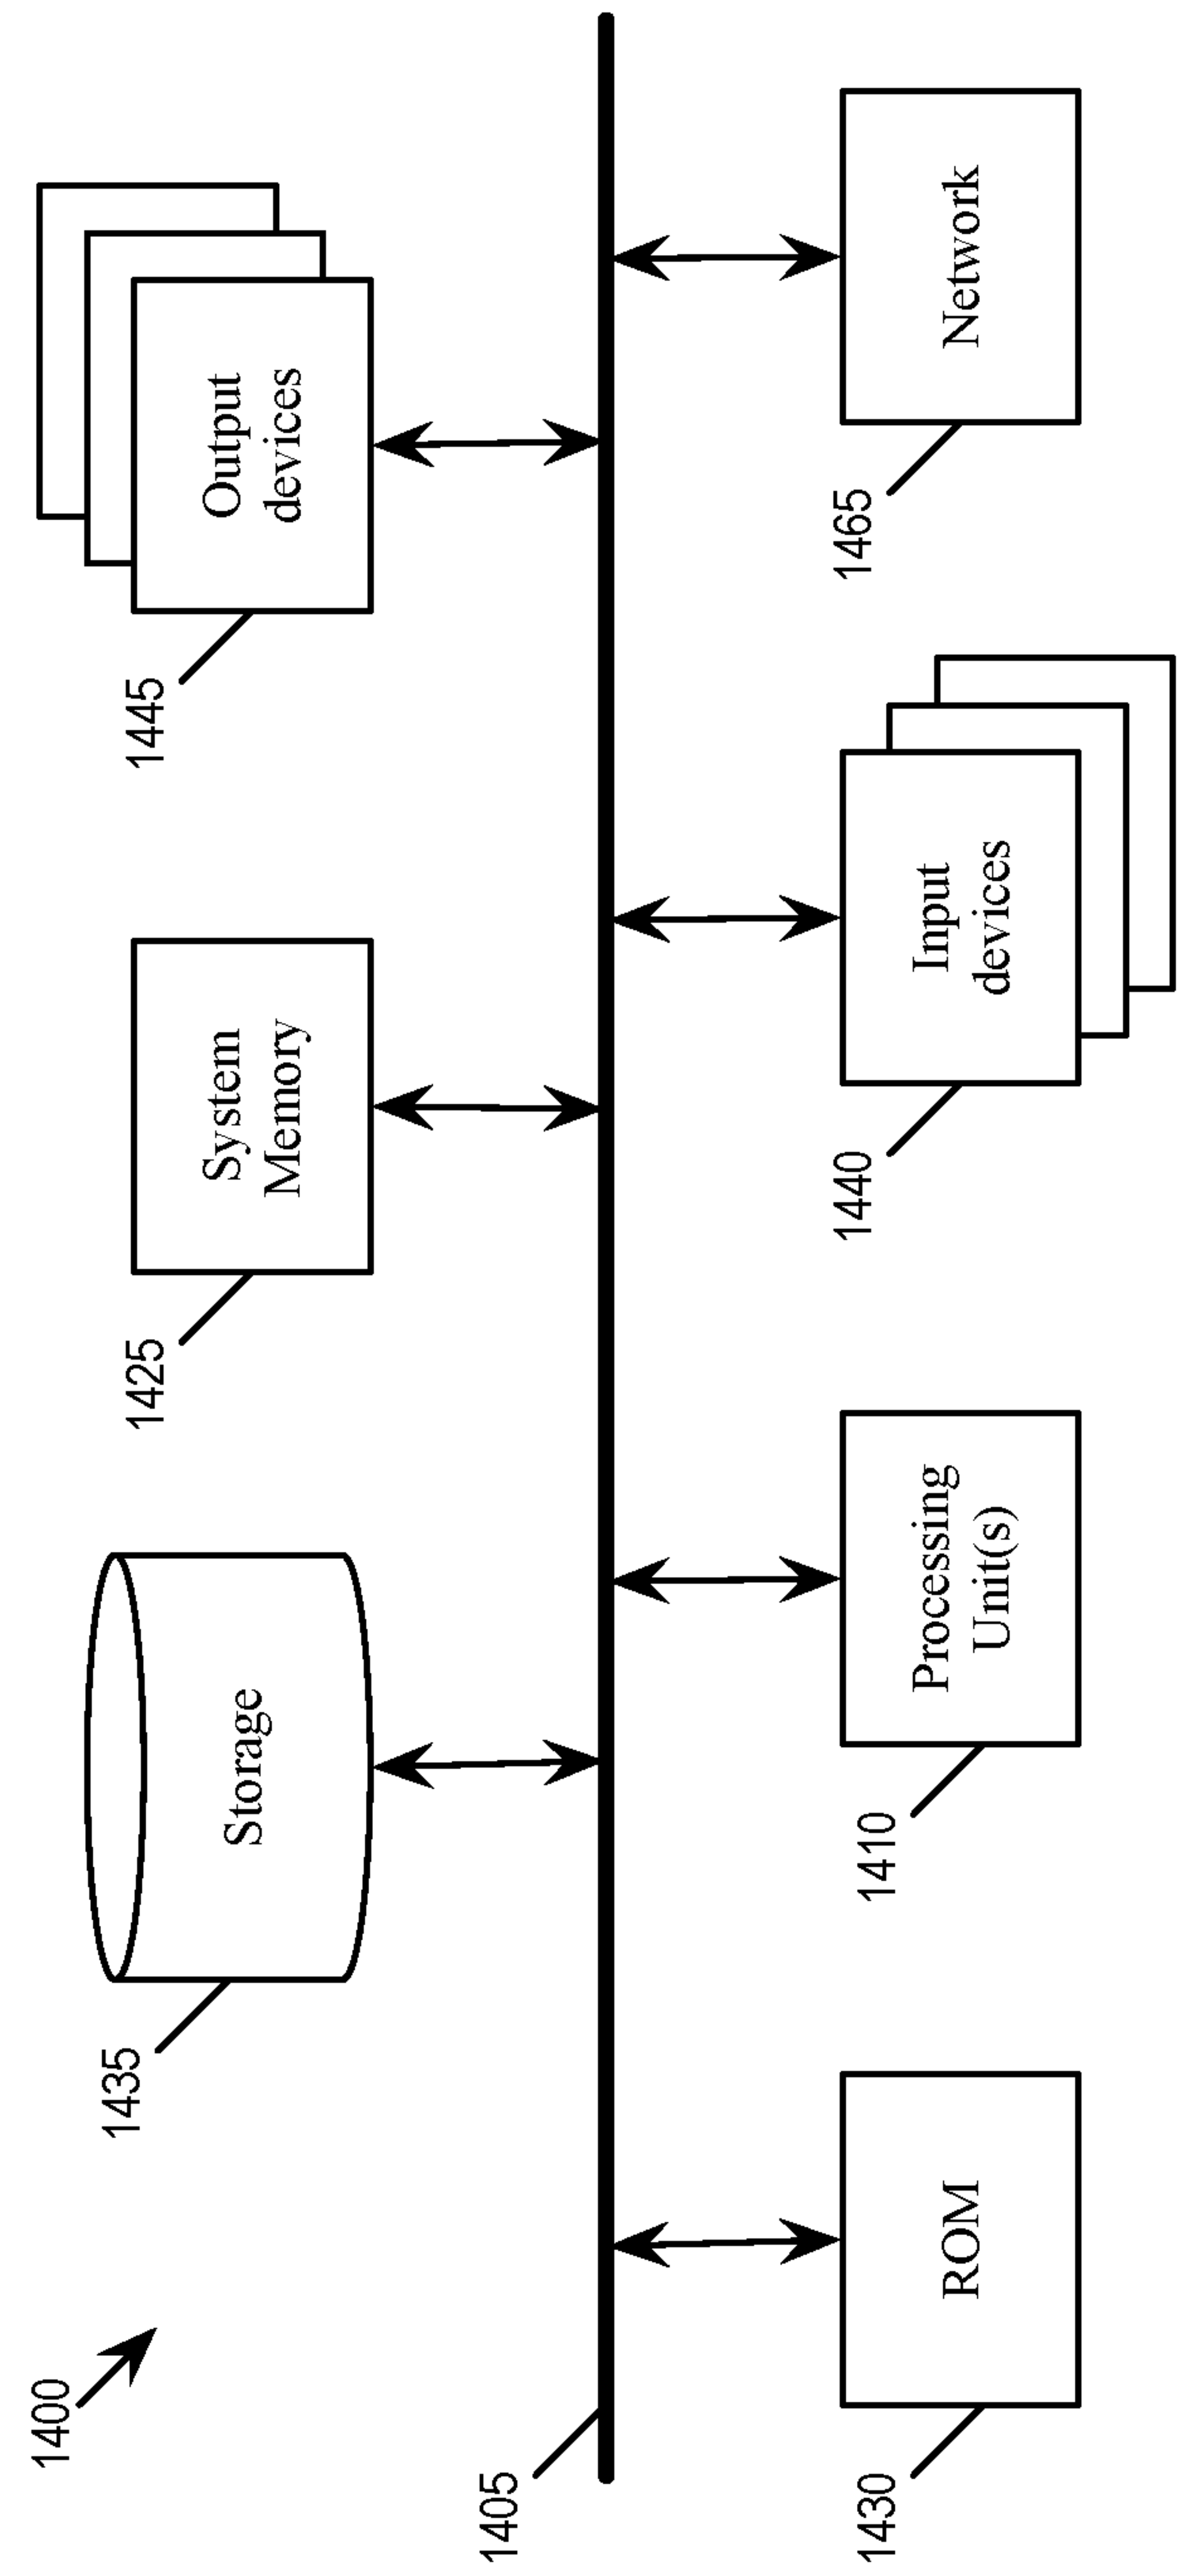 1400
1435
Storage
1425
System
Memory
1445
Output
devices
1405
1430
ROM
1410
Processing
Unit(s)
1440
Input
devices
1465
Network